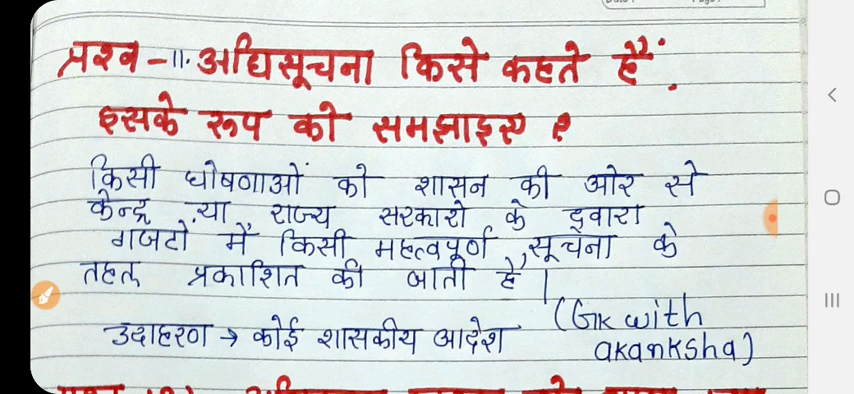 प्रश्न-11. अधिसूचना किसे कहते हैं.
इसके रूप को समझाइए ?
किसी घोषणाओं को शासन की ओर से
केन्द्र या राज्य सरकारो के द्वारा
गजटों में किसी महत्वपूर्ण सूचना के
तहत प्रकाशित की जाती है |
उदाहरण → कोई शासकीय आदेश
(GK with
akanksha)